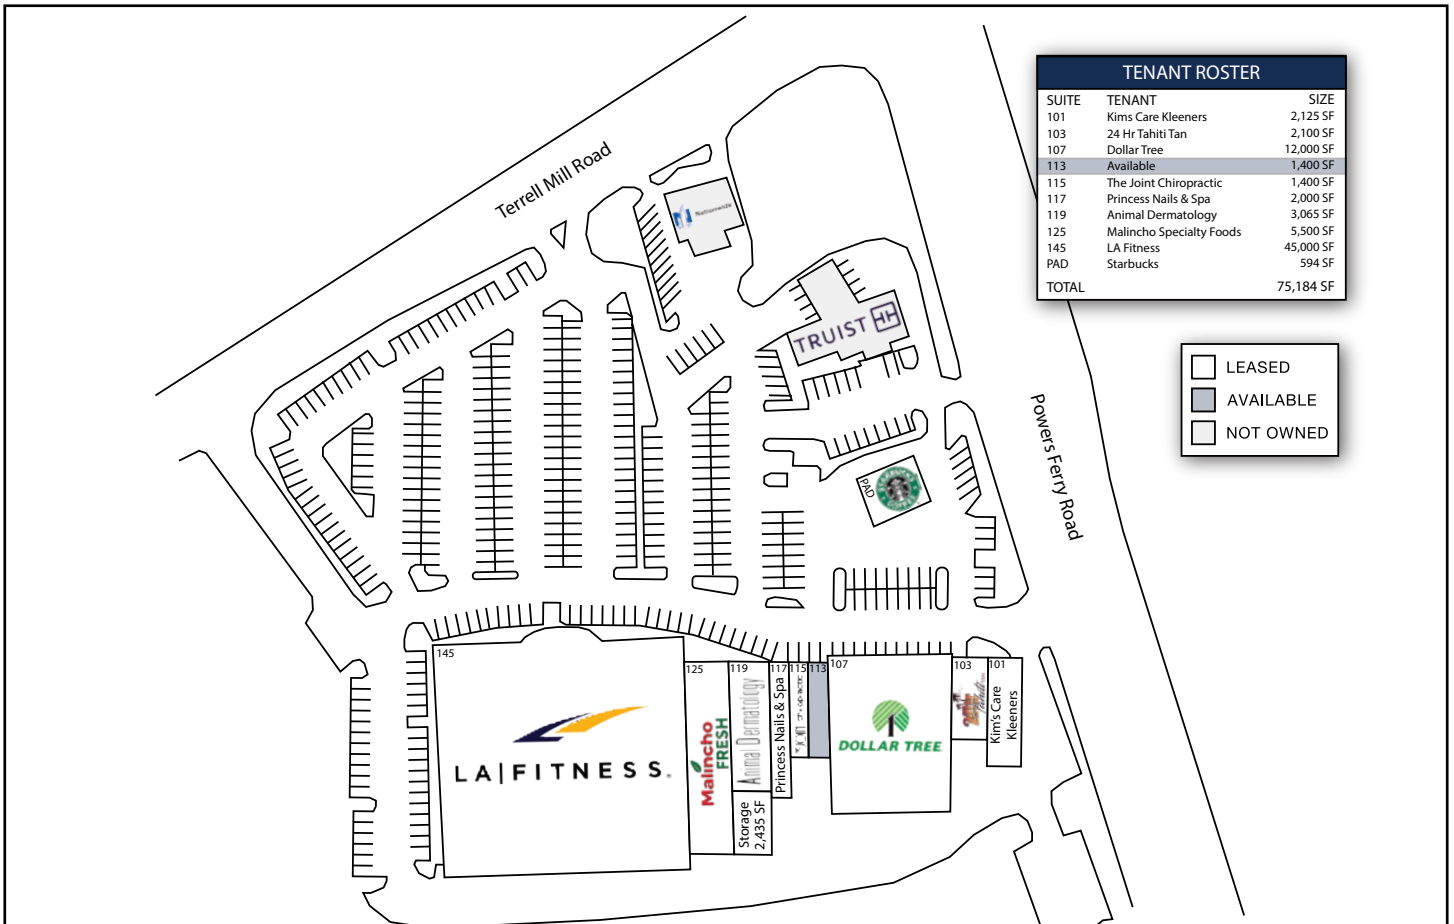 TENANT ROSTER
SUITE TENANT SIZE
101 Kims Care Kleeners 2,125 SF
103 24 Hr Tahiti Tan 2,100 SF
107 Dollar Tree 12,000 SF
113 Available 1,400 SF
115 The Joint Chiropractic 1,400 SF
117 Princess Nails & Spa 2,000 SF
119 Animal Dermatology 3,065 SF
125 Malincho Specialty Foods 5,500 SF
145 LA Fitness 45,000 SF
PAD Starbucks 594 SF
TOTAL 75,184 SF
LEASED
AVAILABLE
NOT OWNED
Terrell Mill Road
Nationwide
TRUIST
Powers Ferry Road
PAD
STARBUCKS COFFEE
145
LA|FITNESS.
125
Malincho
FRESH
119
Animal Dermatology
Storage
2,435 SF
117
Princess Nails & Spa
115
113
107
DOLLAR TREE
103
101
Kim's Care
Kleeners